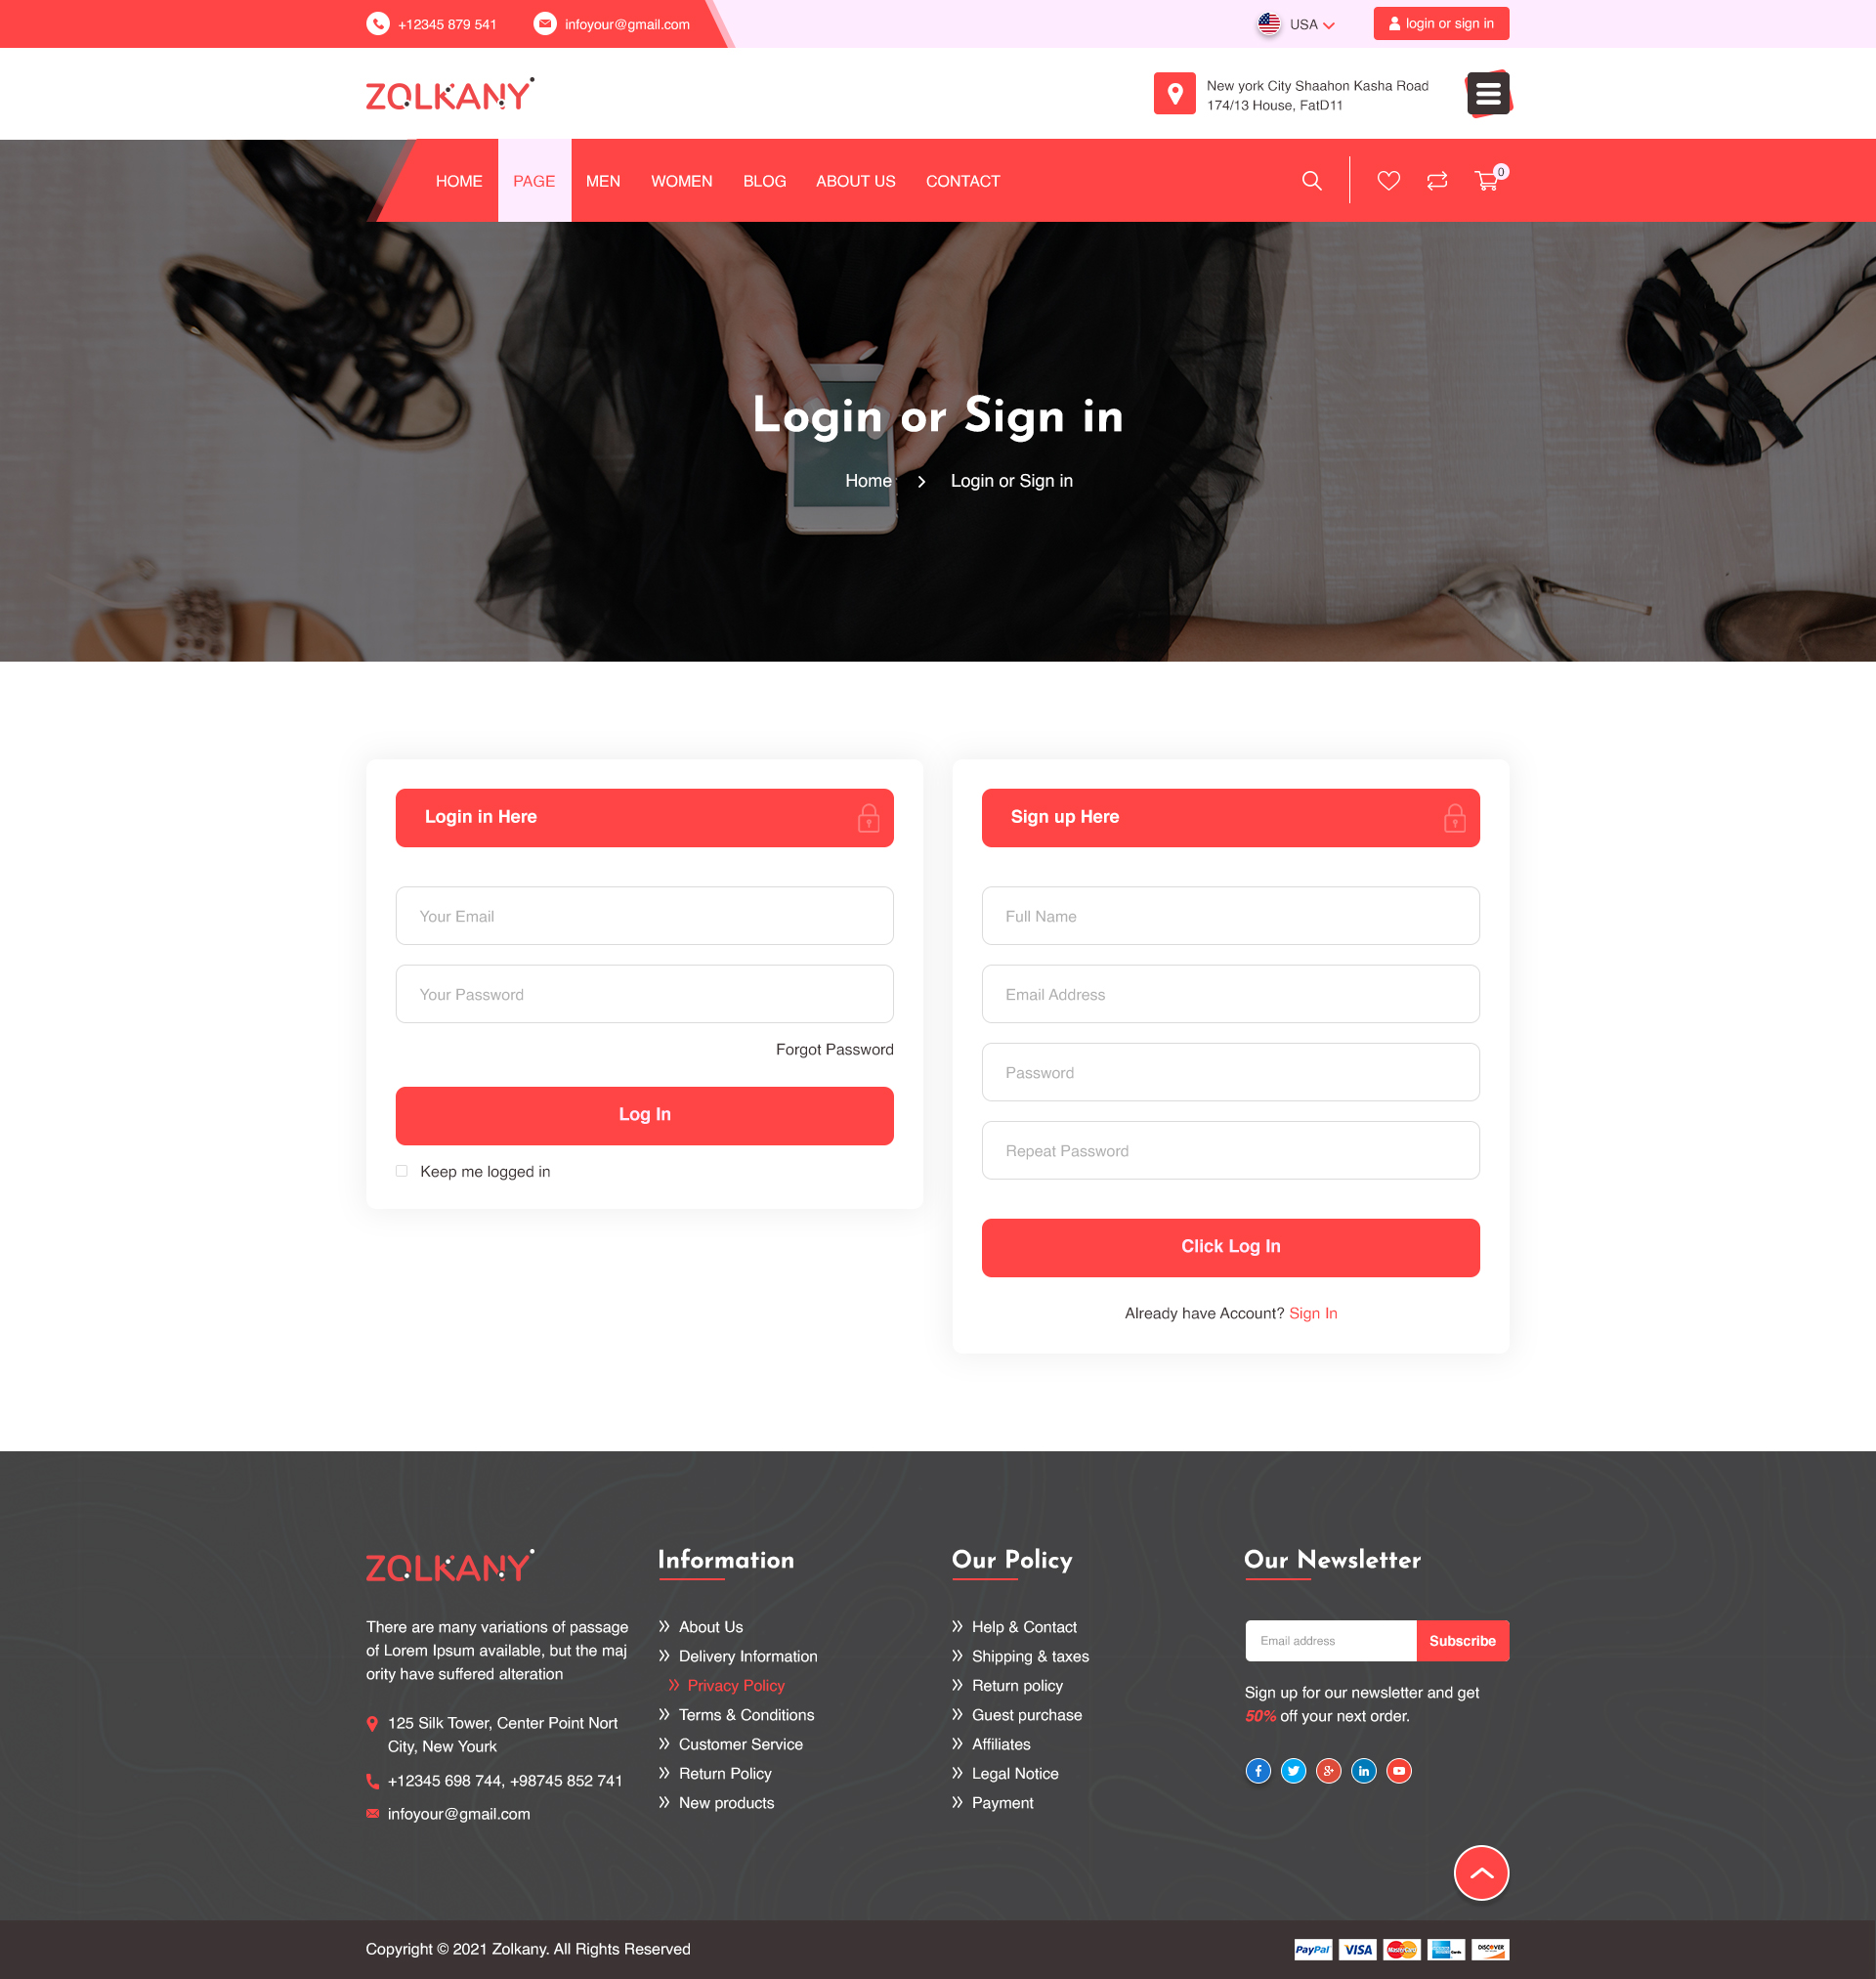 +12345 879 541
infoyour@gmail.com
USA
login or sign in
ZOLKANY
New york City Shaahon Kasha Road
174/13 House, FatD11
HOME PAGE MEN WOMEN BLOG ABOUT US CONTACT
0
Login or Sign in
Home > Login or Sign in
Login in Here
Your Email
Your Password
Forgot Password
Log In
Keep me logged in
Sign up Here
Full Name
Email Address
Password
Repeat Password
Click Log In
Already have Account? Sign In
ZOLKANY
There are many variations of passage
of Lorem Ipsum available, but the maj
ority have suffered alteration
125 Silk Tower, Center Point Nort
City, New Yourk
+12345 698 744, +98745 852 741
infoyour@gmail.com
Information
About Us
Delivery Information
Privacy Policy
Terms & Conditions
Customer Service
Return Policy
New products
Our Policy
Help & Contact
Shipping & taxes
Return policy
Guest purchase
Affiliates
Legal Notice
Payment
Our Newsletter
Email address
Subscribe
Sign up for our newsletter and get
50% off your next order.
Copyright © 2021 Zolkany. All Rights Reserved
PayPal VISA MasterCard DISCOVER